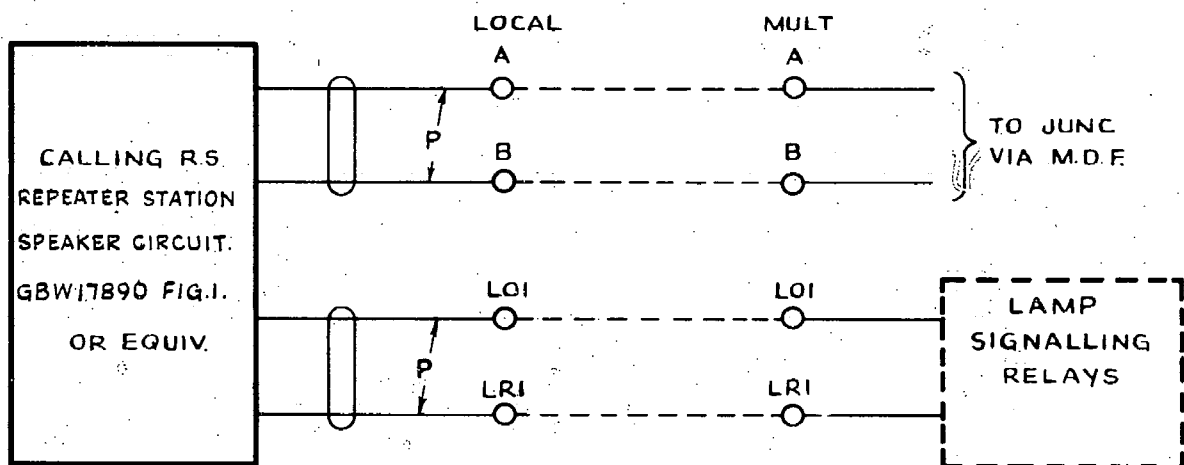 LOCAL
MULT
A
A
P
B
B
TO JUNC
VIA M.D.F.
CALLING R.S.
REPEATER STATION
SPEAKER CIRCUIT.
GBW17890 FIG.1.
OR EQUIV.
LO1
LO1
P
LR1
LR1
LAMP
SIGNALLING
RELAYS